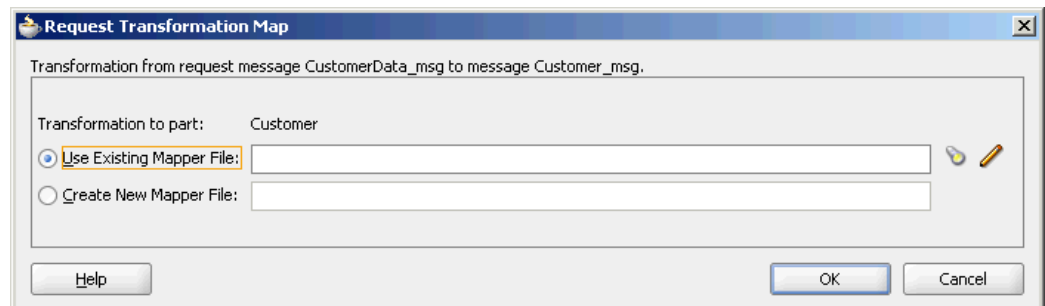 Request Transformation Map
Transformation from request message CustomerData_msg to message Customer_msg.
Transformation to part: Customer
Use Existing Mapper File:
Create New Mapper File:
Help OK Cancel